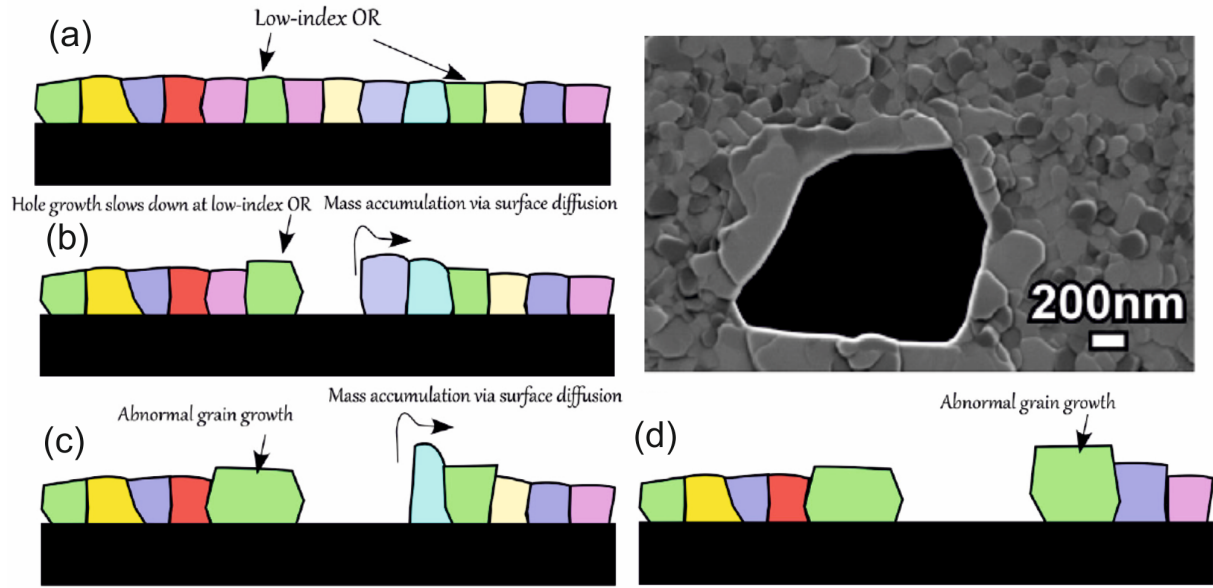 (a)
Low-index OR
Hole growth slows down at low-index OR
Mass accumulation via surface diffusion
(b)
200nm
Mass accumulation via surface diffusion
Abnormal grain growth
(c)
Abnormal grain growth
(d)